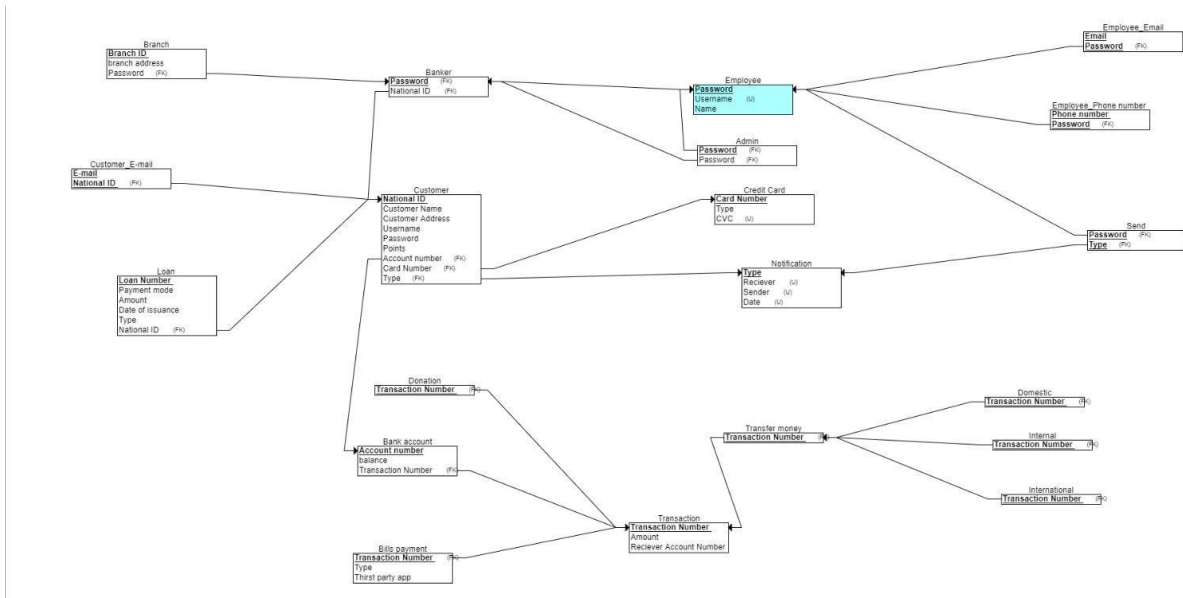 Branch
Branch ID
branch address
Password (FK)
Banker
Password (FK)
National ID (FK)
Employee
Password
Username (U)
Name
Employee_Email
Email
Password (FK)
Employee_Phone number
Phone number
Password (FK)
Admin
Password (FK)
Password (FK)
Customer_E-mail
E-mail
National ID (FK)
Customer
National ID
Customer Name
Customer Address
Username
Password
Points
Account number (FK)
Card Number (FK)
Type (FK)
Credit Card
Card Number
Type
CVC (U)
Send
Password (FK)
Type (FK)
Loan
Loan Number
Payment mode
Amount
Date of issuance
Type
National ID (FK)
Notification
Type
Reciever (U)
Sender (U)
Date (U)
Donation
Transaction Number (FK)
Bank account
Account number
balance
Transaction Number (FK)
Transfer money
Transaction Number (FK)
Domestic
Transaction Number (FK)
Internal
Transaction Number (FK)
International
Transaction Number (FK)
Transaction
Transaction Number
Amount
Reciever Account Number
Bills payment
Transaction Number (FK)
Type
Thirst party app